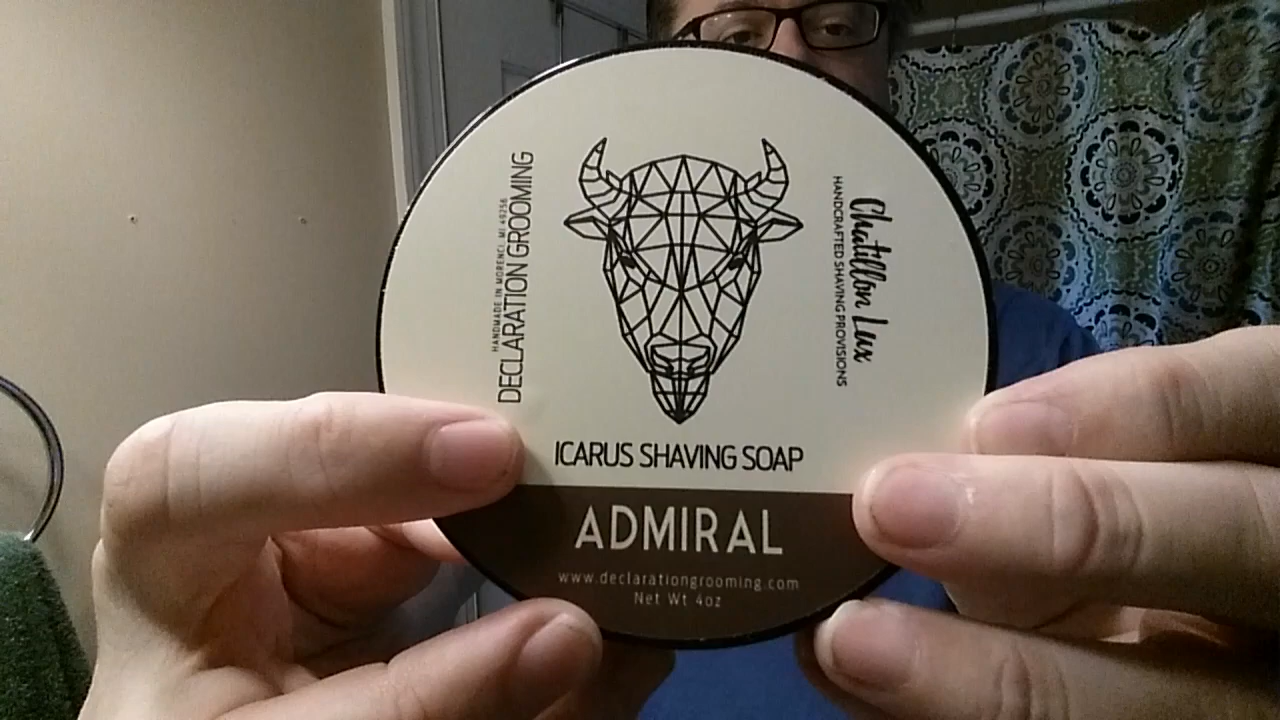 HANDMADE IN MORENCI, MI 49256
DECLARATION GROOMING
Chatillon Lux
HANDCRAFTED SHAVING PROVISIONS
ICARUS SHAVING SOAP
ADMIRAL
www.declarationgrooming.com
Net Wt 4oz